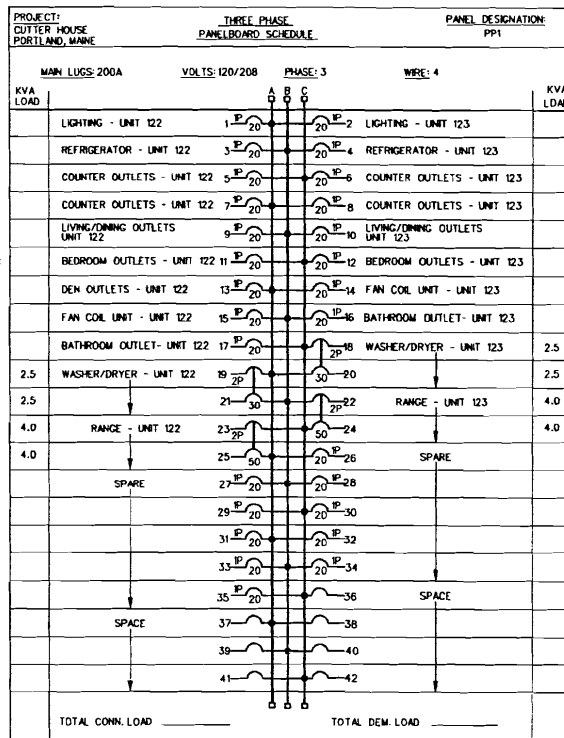 PROJECT:
CUTTER HOUSE
PORTLAND, MAINE
THREE PHASE
PANELBOARD SCHEDULE
PANEL DESIGNATION:
PP1
MAIN LUGS: 200A VOLTS: 120/208 PHASE: 3 WIRE: 4
KVA
LOAD
A B C
KVA
LOAD
LIGHTING - UNIT 122 1 1P 20 20 1P 2 LIGHTING - UNIT 123
REFRIGERATOR - UNIT 122 3 1P 20 20 1P 4 REFRIGERATOR - UNIT 123
COUNTER OUTLETS - UNIT 122 5 1P 20 20 1P 6 COUNTER OUTLETS - UNIT 123
COUNTER OUTLETS - UNIT 122 7 1P 20 20 1P 8 COUNTER OUTLETS - UNIT 123
LIVING/DINING OUTLETS
UNIT 122
9 1P 20 20 1P 10
LIVING/DINING OUTLETS
UNIT 123
BEDROOM OUTLETS - UNIT 122 11 1P 20 20 1P 12 BEDROOM OUTLETS - UNIT 123
DEN OUTLETS - UNIT 122 13 1P 20 20 1P 14 FAN COIL UNIT - UNIT 123
FAN COIL UNIT - UNIT 122 15 1P 20 20 1P 16 BATHROOM OUTLET- UNIT 123
BATHROOM OUTLET- UNIT 122 17 1P 20 2P 18 WASHER/DRYER - UNIT 123 2.5
2.5 WASHER/DRYER - UNIT 122 19 2P 30 20 2.5
2.5 21 30 2P 22 RANGE - UNIT 123 4.0
4.0 RANGE - UNIT 122 23 2P 50 24 4.0
4.0 25 50 20 1P 26 SPARE
SPARE 27 1P 20 20 1P 28
29 1P 20 20 1P 30
31 1P 20 20 1P 32
33 1P 20 20 1P 34
35 1P 20 36 SPACE
SPACE 37 38
39 40
41 42
TOTAL CONN. LOAD TOTAL DEM. LOAD